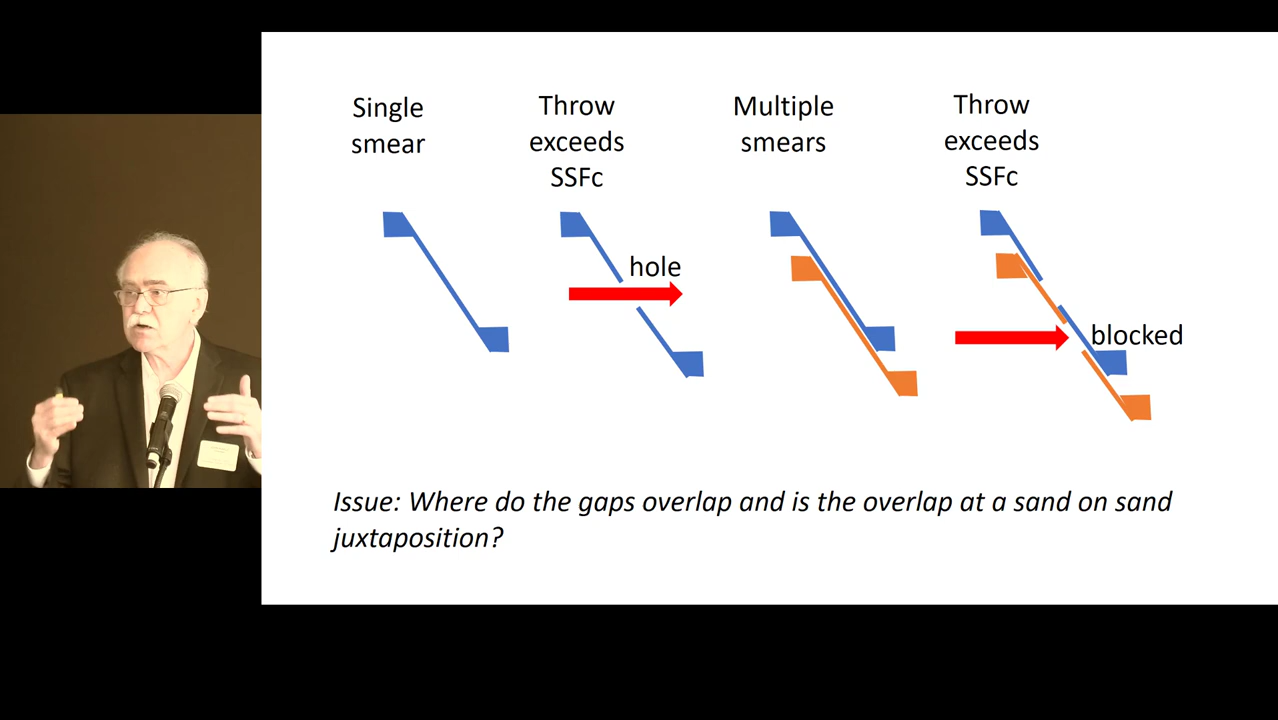 Single
smear
Throw
exceeds
SSFc
Multiple
smears
Throw
exceeds
SSFc
hole
blocked
Issue: Where do the gaps overlap and is the overlap at a sand on sand
juxtaposition?